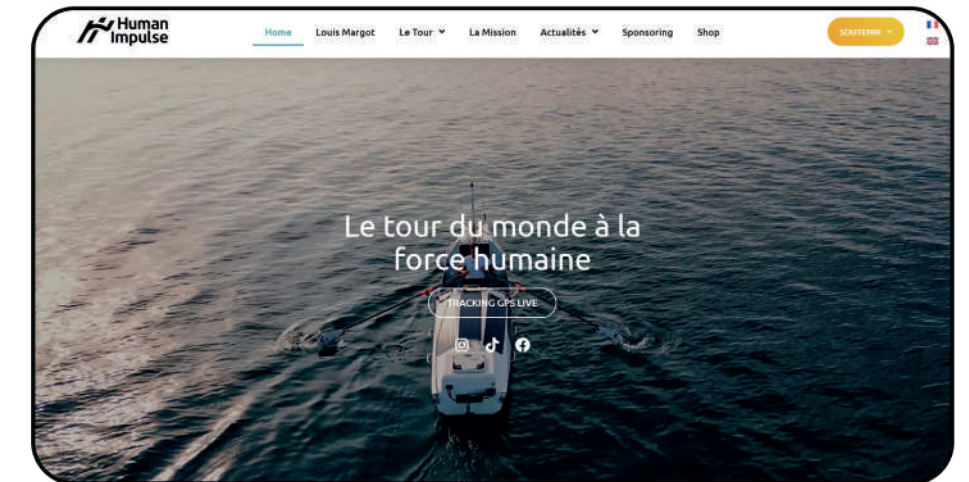 Human
Impulse
Home Louis Margot Le Tour La Mission Actualités Sponsoring Shop
SOUTENIR
Le tour du monde à la
force humaine
TRACKING GPS LIVE